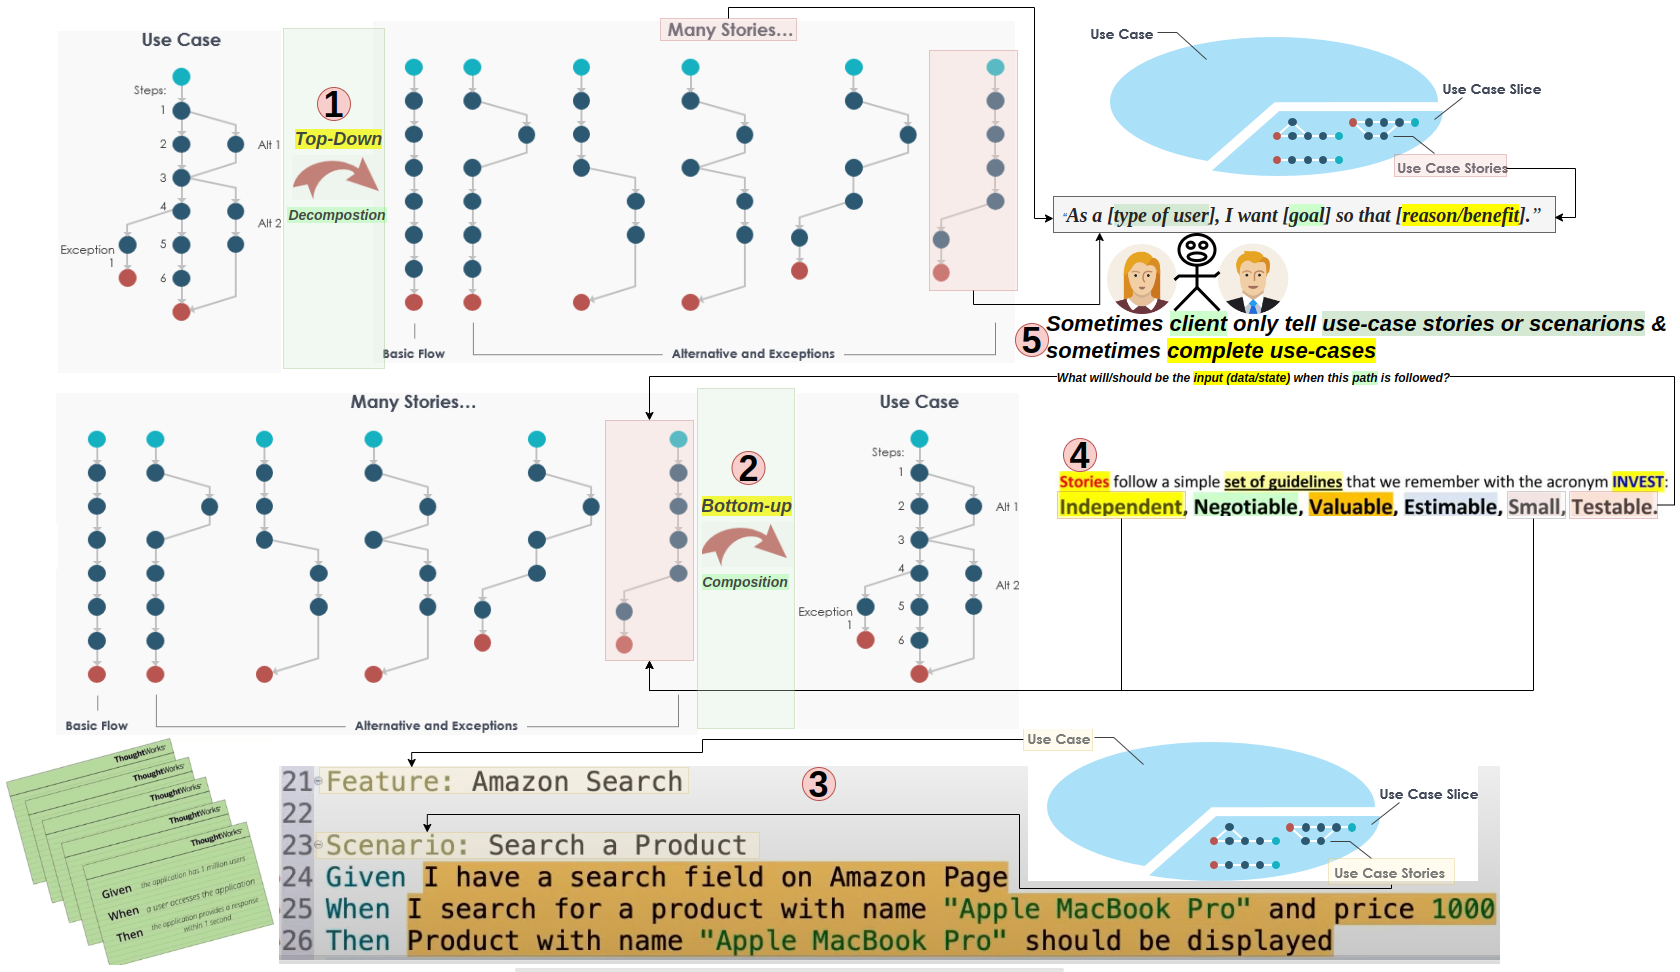 Use Case
Steps:
1
2
3
4
5
6
Alt 1
Alt 2
Exception
1
1
Top-Down
Decompostion
Many Stories...
Basic Flow
Alternative and Exceptions
Use Case
Use Case Slice
Use Case Stories
“As a [type of user], I want [goal] so that [reason/benefit].”
5
Sometimes client only tell use-case stories or scenarions &
sometimes complete use-cases
What will/should be the input (data/state) when this path is followed?
Many Stories...
Basic Flow
Alternative and Exceptions
2
Bottom-up
Composition
Use Case
Steps:
1
2
3
4
5
6
Alt 1
Alt 2
Exception
1
4
Stories follow a simple set of guidelines that we remember with the acronym INVEST:
Independent, Negotiable, Valuable, Estimable, Small, Testable.
ThoughtWorks
ThoughtWorks
ThoughtWorks
ThoughtWorks
ThoughtWorks
Given the application has 1 million users
When a user accesses the application
Then the application provides a response
within 1 second
3
21 Feature: Amazon Search
22
23 Scenario: Search a Product
24 Given I have a search field on Amazon Page
25 When I search for a product with name "Apple MacBook Pro" and price 1000
26 Then Product with name "Apple MacBook Pro" should be displayed
Use Case
Use Case Slice
Use Case Stories